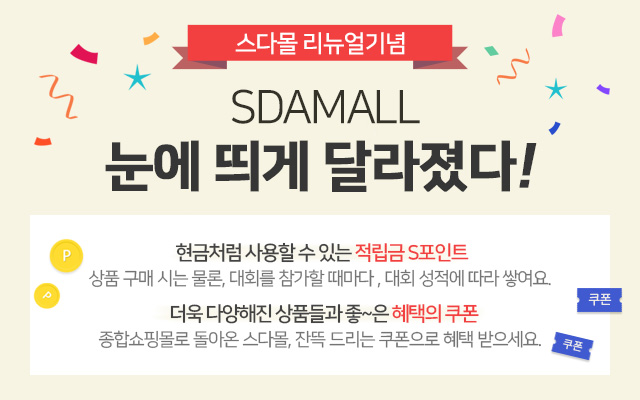 스다몰 리뉴얼기념
SDAMALL
눈에 띄게 달라졌다!
P
현금처럼 사용할 수 있는 적립금 S포인트
상품 구매 시는 물론, 대회를 참가할 때마다 , 대회 성적에 따라 쌓여요.
P
쿠폰
더욱 다양해진 상품들과 좋~은 혜택의 쿠폰
종합쇼핑몰로 돌아온 스다몰, 잔뜩 드리는 쿠폰으로 혜택 받으세요.
쿠폰